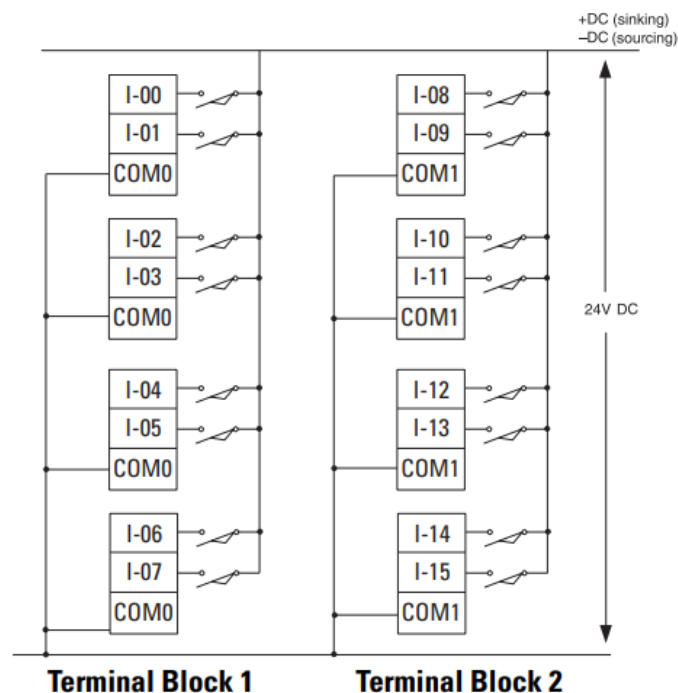 +DC (sinking)
–DC (sourcing)
I-00
I-01
COM0
I-02
I-03
COM0
I-04
I-05
COM0
I-06
I-07
COM0
I-08
I-09
COM1
I-10
I-11
COM1
I-12
I-13
COM1
I-14
I-15
COM1
24V DC
Terminal Block 1
Terminal Block 2